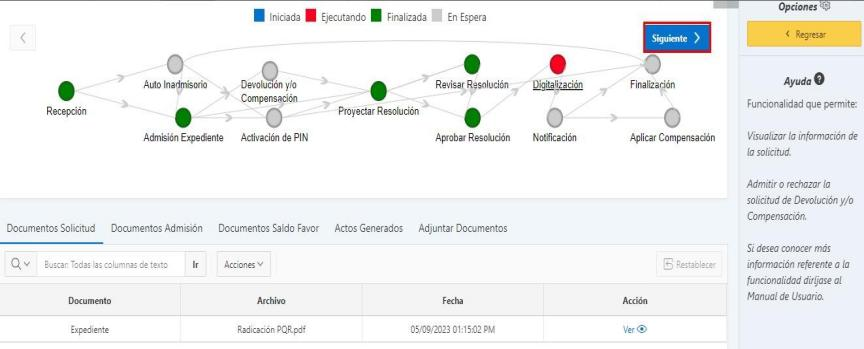 Iniciada Ejecutando Finalizada En Espera
Siguiente
Auto Inadmisorio
Devolución y/o
Compensación
Revisar Resolución
Digitalización
Finalización
Recepción
Proyectar Resolución
Admisión Expediente
Activación de PIN
Aprobar Resolución
Notificación
Aplicar Compensación
Documentos Solicitud Documentos Admisión Documentos Saldo Favor Actos Generados Adjuntar Documentos
Buscar: Todas las columnas de texto Ir Acciones Restablecer
Documento Archivo Fecha Acción
Expediente Radicación PQR.pdf 05/09/2023 01:15:02 PM Ver
Opciones
Regresar
Ayuda
Funcionalidad que permite:
Visualizar la información de
la solicitud.
Admitir o rechazar la
solicitud de Devolución y/o
Compensación.
Si desea conocer más
información referente a la
funcionalidad diríjase al
Manual de Usuario.